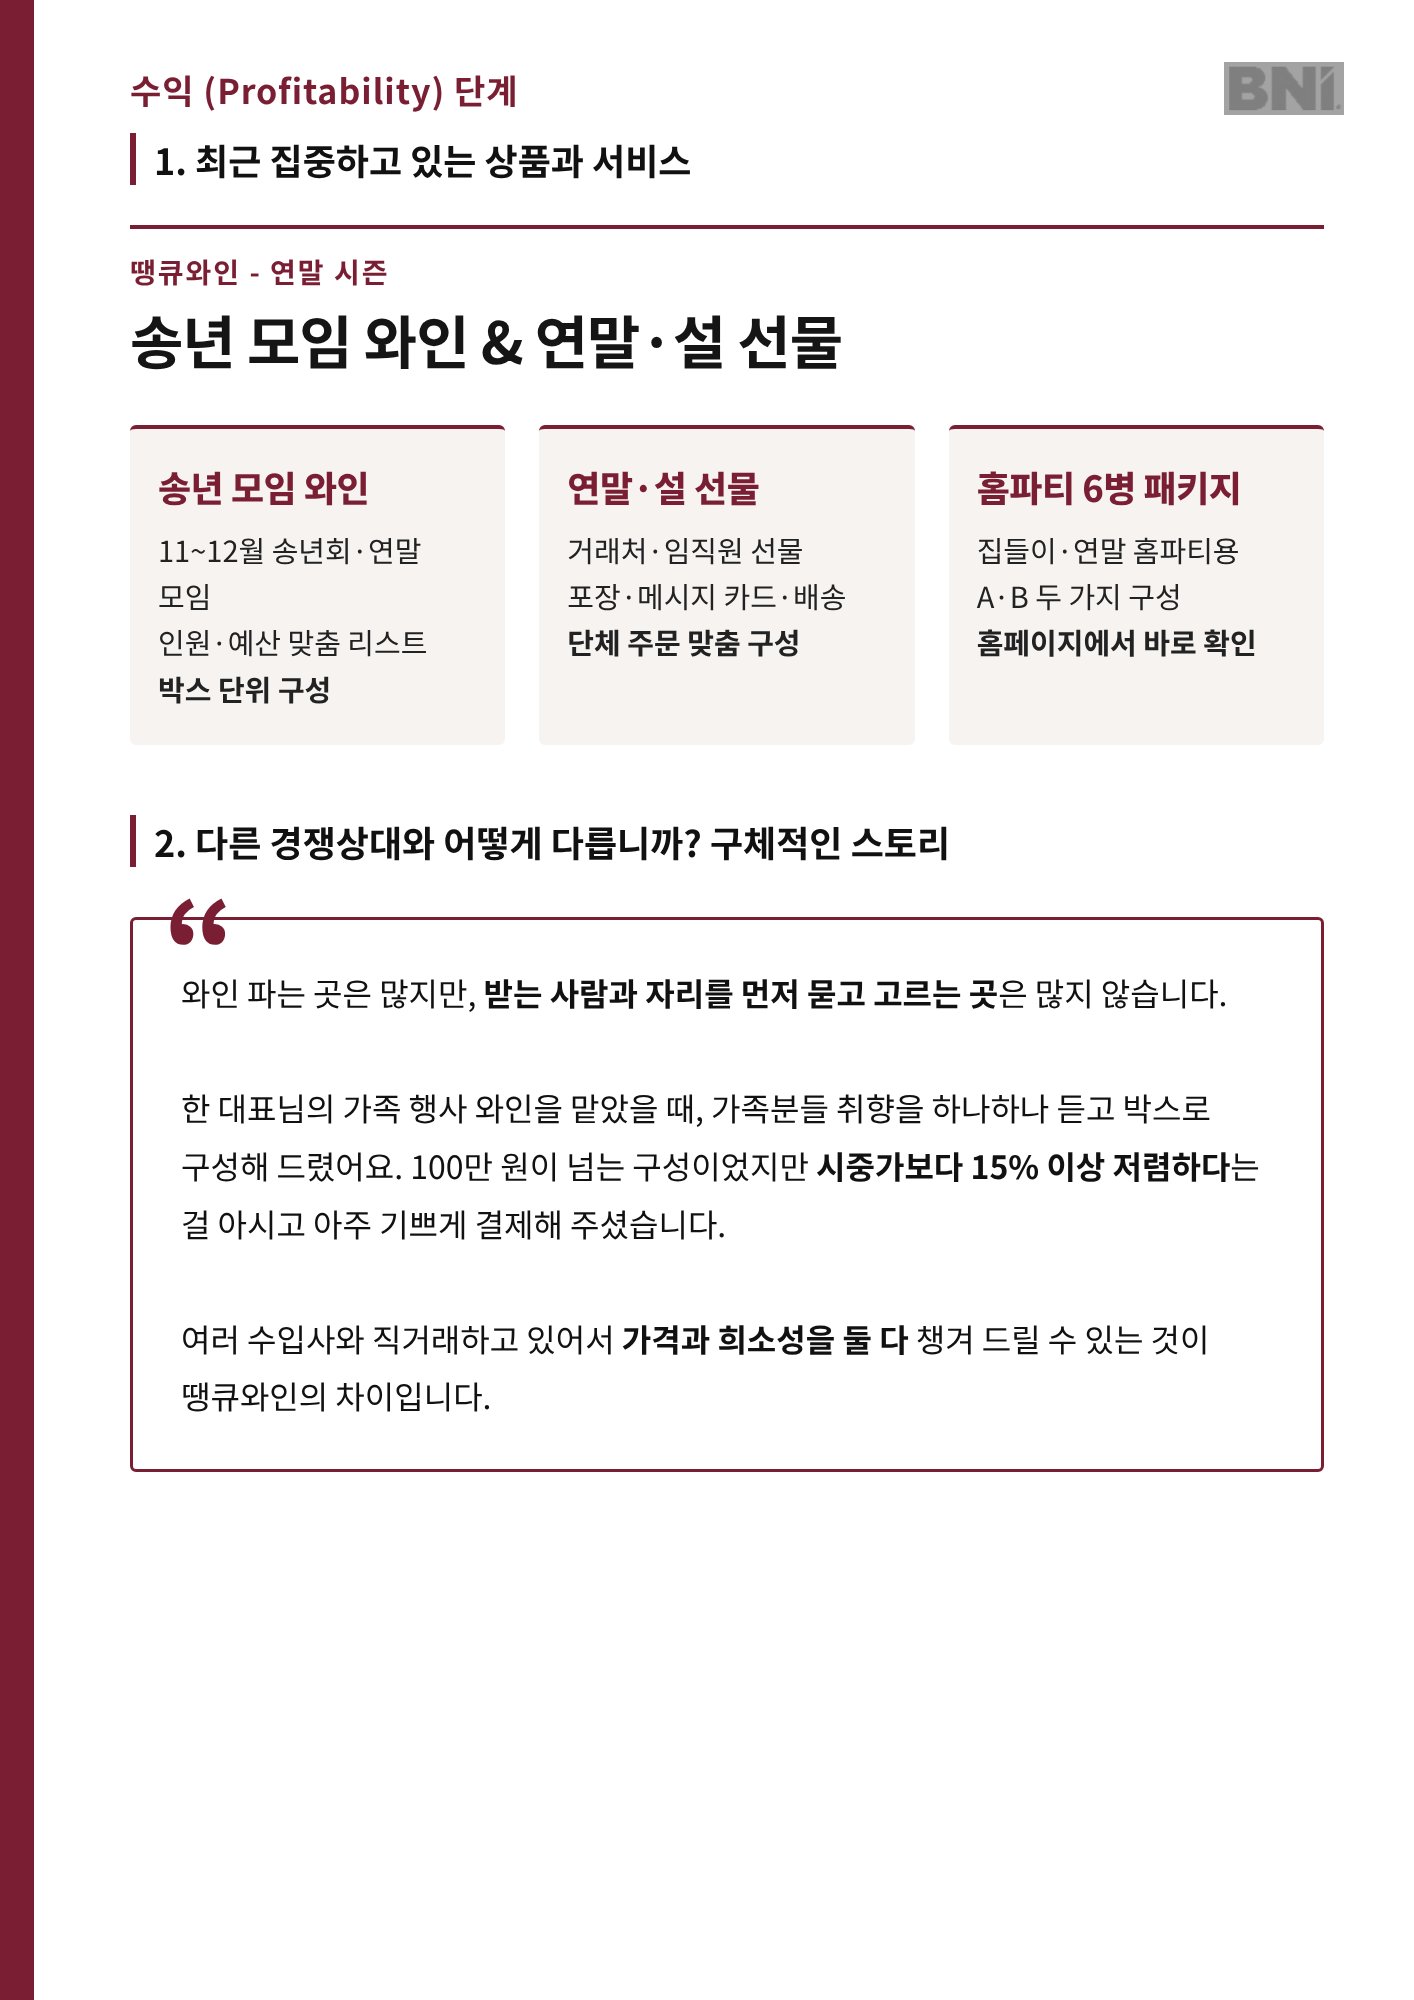 수익 (Profitability) 단계
BNI
1. 최근 집중하고 있는 상품과 서비스
땡큐와인 - 연말 시즌
송년 모임 와인 & 연말·설 선물
송년 모임 와인
11~12월 송년회·연말
모임
인원·예산 맞춤 리스트
박스 단위 구성
연말·설 선물
거래처·임직원 선물
포장·메시지 카드·배송
단체 주문 맞춤 구성
홈파티 6병 패키지
집들이·연말 홈파티용
A·B 두 가지 구성
홈페이지에서 바로 확인
2. 다른 경쟁상대와 어떻게 다릅니까? 구체적인 스토리
“
와인 파는 곳은 많지만, 받는 사람과 자리를 먼저 묻고 고르는 곳은 많지 않습니다.
한 대표님의 가족 행사 와인을 맡았을 때, 가족분들 취향을 하나하나 듣고 박스로
구성해 드렸어요. 100만 원이 넘는 구성이었지만 시중가보다 15% 이상 저렴하다는
걸 아시고 아주 기쁘게 결제해 주셨습니다.
여러 수입사와 직거래하고 있어서 가격과 희소성을 둘 다 챙겨 드릴 수 있는 것이
땡큐와인의 차이입니다.